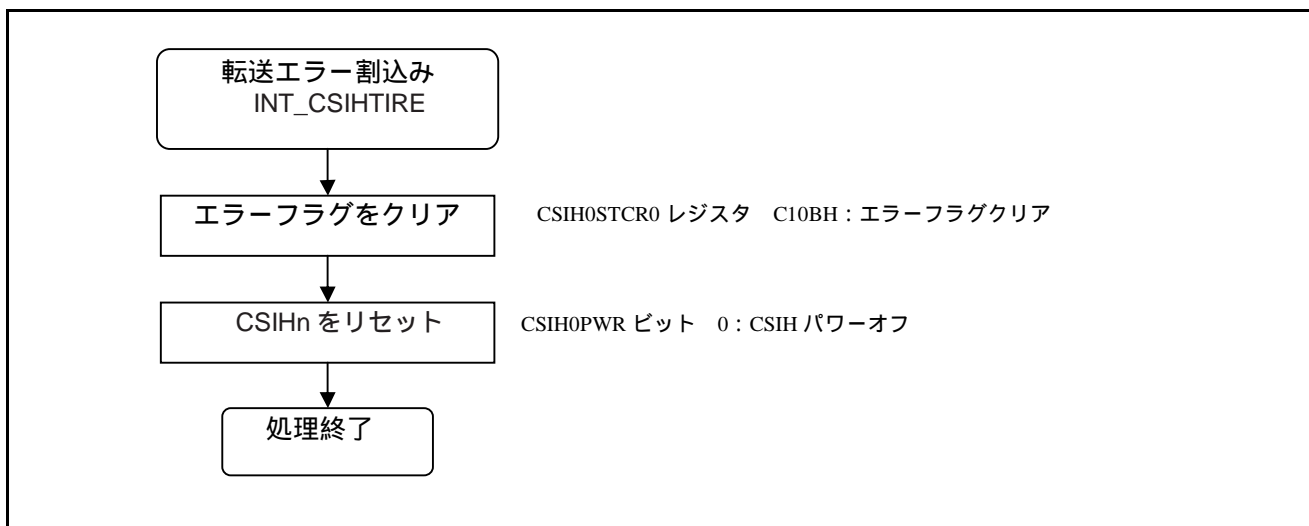 転送エラー割込み
INT_CSIHTIRE
エラーフラグをクリア
CSIH0STCR0 レジスタ　C10BH：エラーフラグクリア
CSIHn をリセット
CSIH0PWR ビット　0：CSIH パワーオフ
処理終了